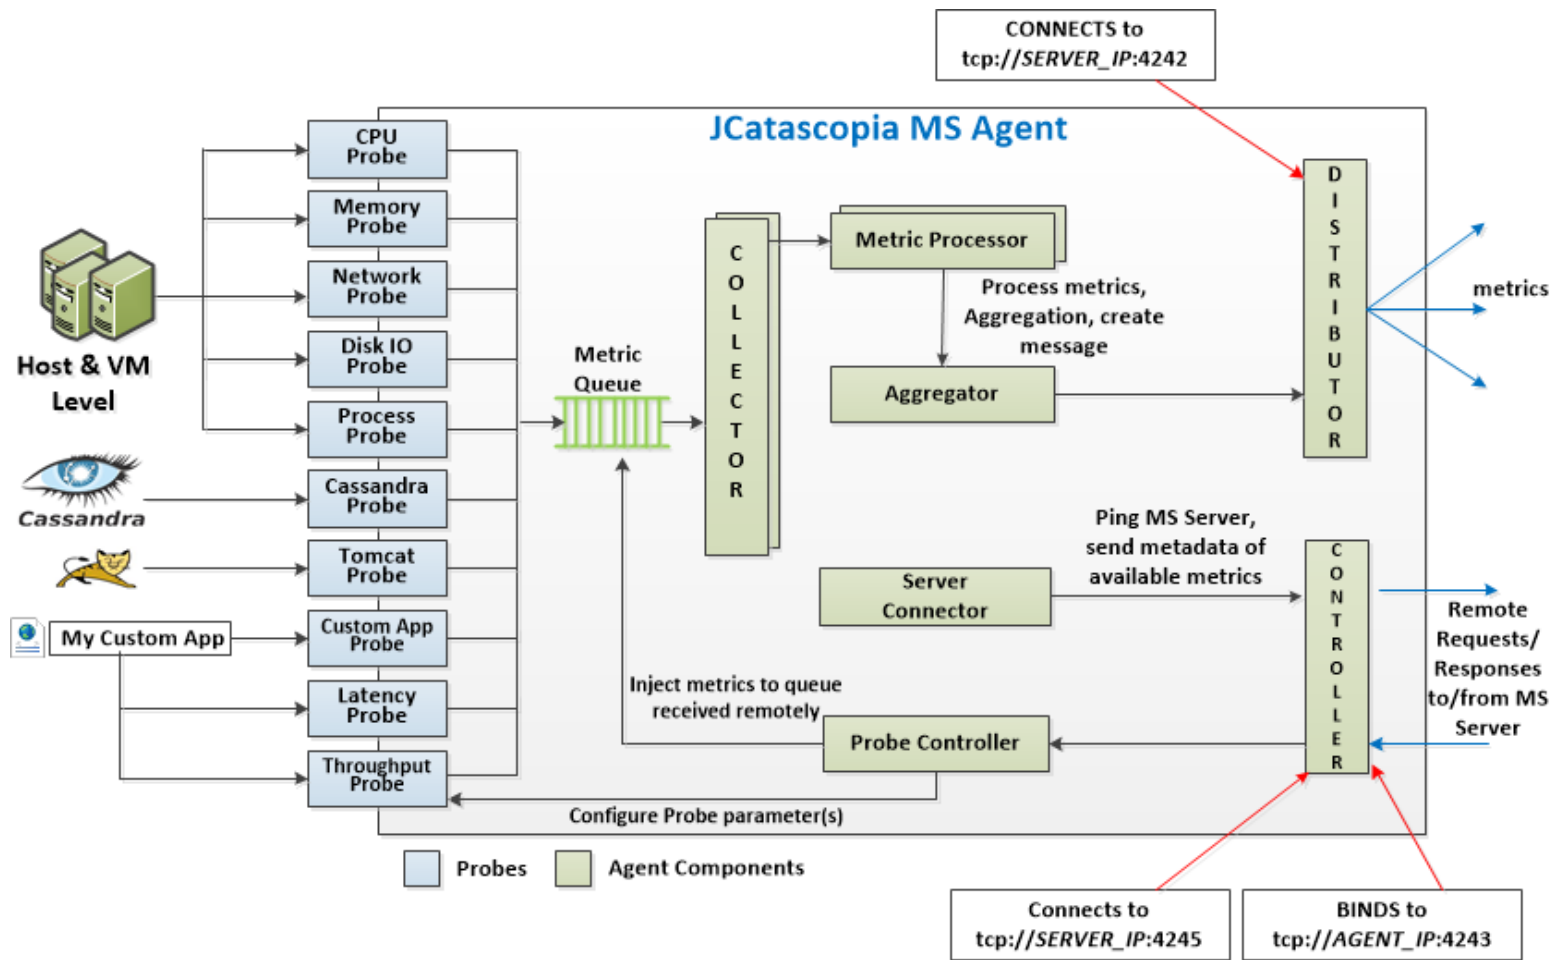 CONNECTS to
tcp://SERVER_IP:4242
JCatascopia MS Agent
CPU
Probe
Memory
Probe
Network
Probe
Disk IO
Probe
Process
Probe
Cassandra
Probe
Tomcat
Probe
Custom App
Probe
Latency
Probe
Throughput
Probe
Host & VM
Level
Cassandra
My Custom App
Metric
Queue
COLLECTOR
Metric Processor
Process metrics,
Aggregation, create
message
Aggregator
DISTRIBUTOR
metrics
Ping MS Server,
send metadata of
available metrics
Server
Connector
CONTROLLER
Remote
Requests/
Responses
to/from MS
Server
Inject metrics to queue
received remotely
Probe Controller
Configure Probe parameter(s)
Probes
Agent Components
Connects to
tcp://SERVER_IP:4245
BINDS to
tcp://AGENT_IP:4243